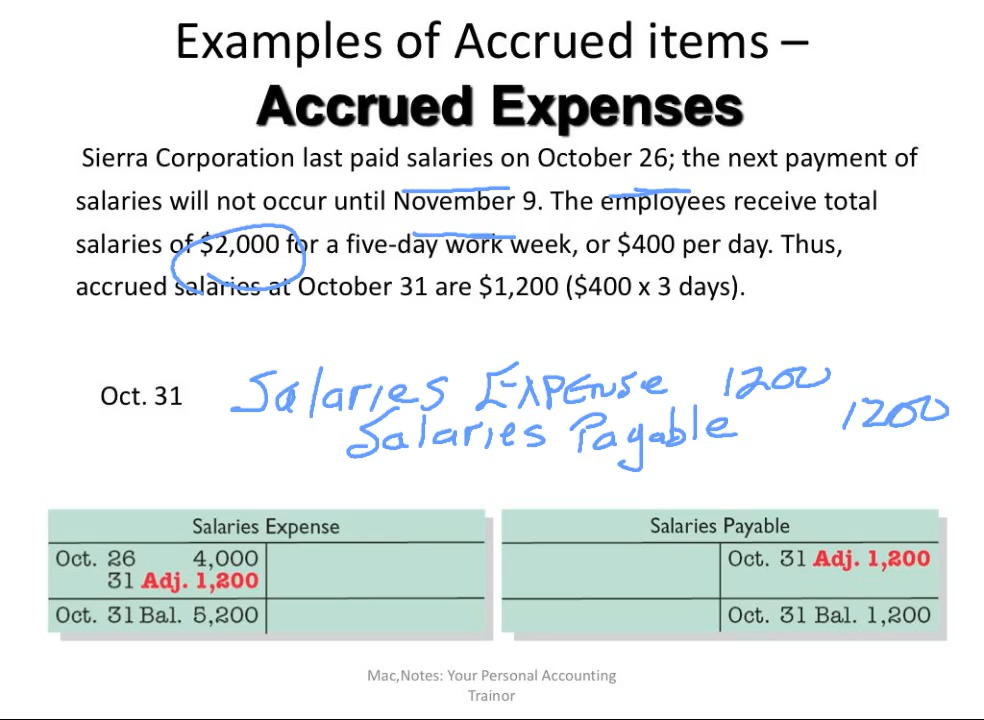 Examples of Accrued items –
Accrued Expenses
Sierra Corporation last paid salaries on October 26; the next payment of
salaries will not occur until November 9. The employees receive total
salaries of $2,000 for a five-day work week, or $400 per day. Thus,
accrued salaries at October 31 are $1,200 ($400 x 3 days).
Oct. 31 Salaries Expense 1200
Salaries Payable 1200
Salaries Expense
Oct. 26 4,000
31 Adj. 1,200
Oct. 31 Bal. 5,200
Salaries Payable
Oct. 31 Adj. 1,200
Oct. 31 Bal. 1,200
Mac,Notes: Your Personal Accounting
Trainor